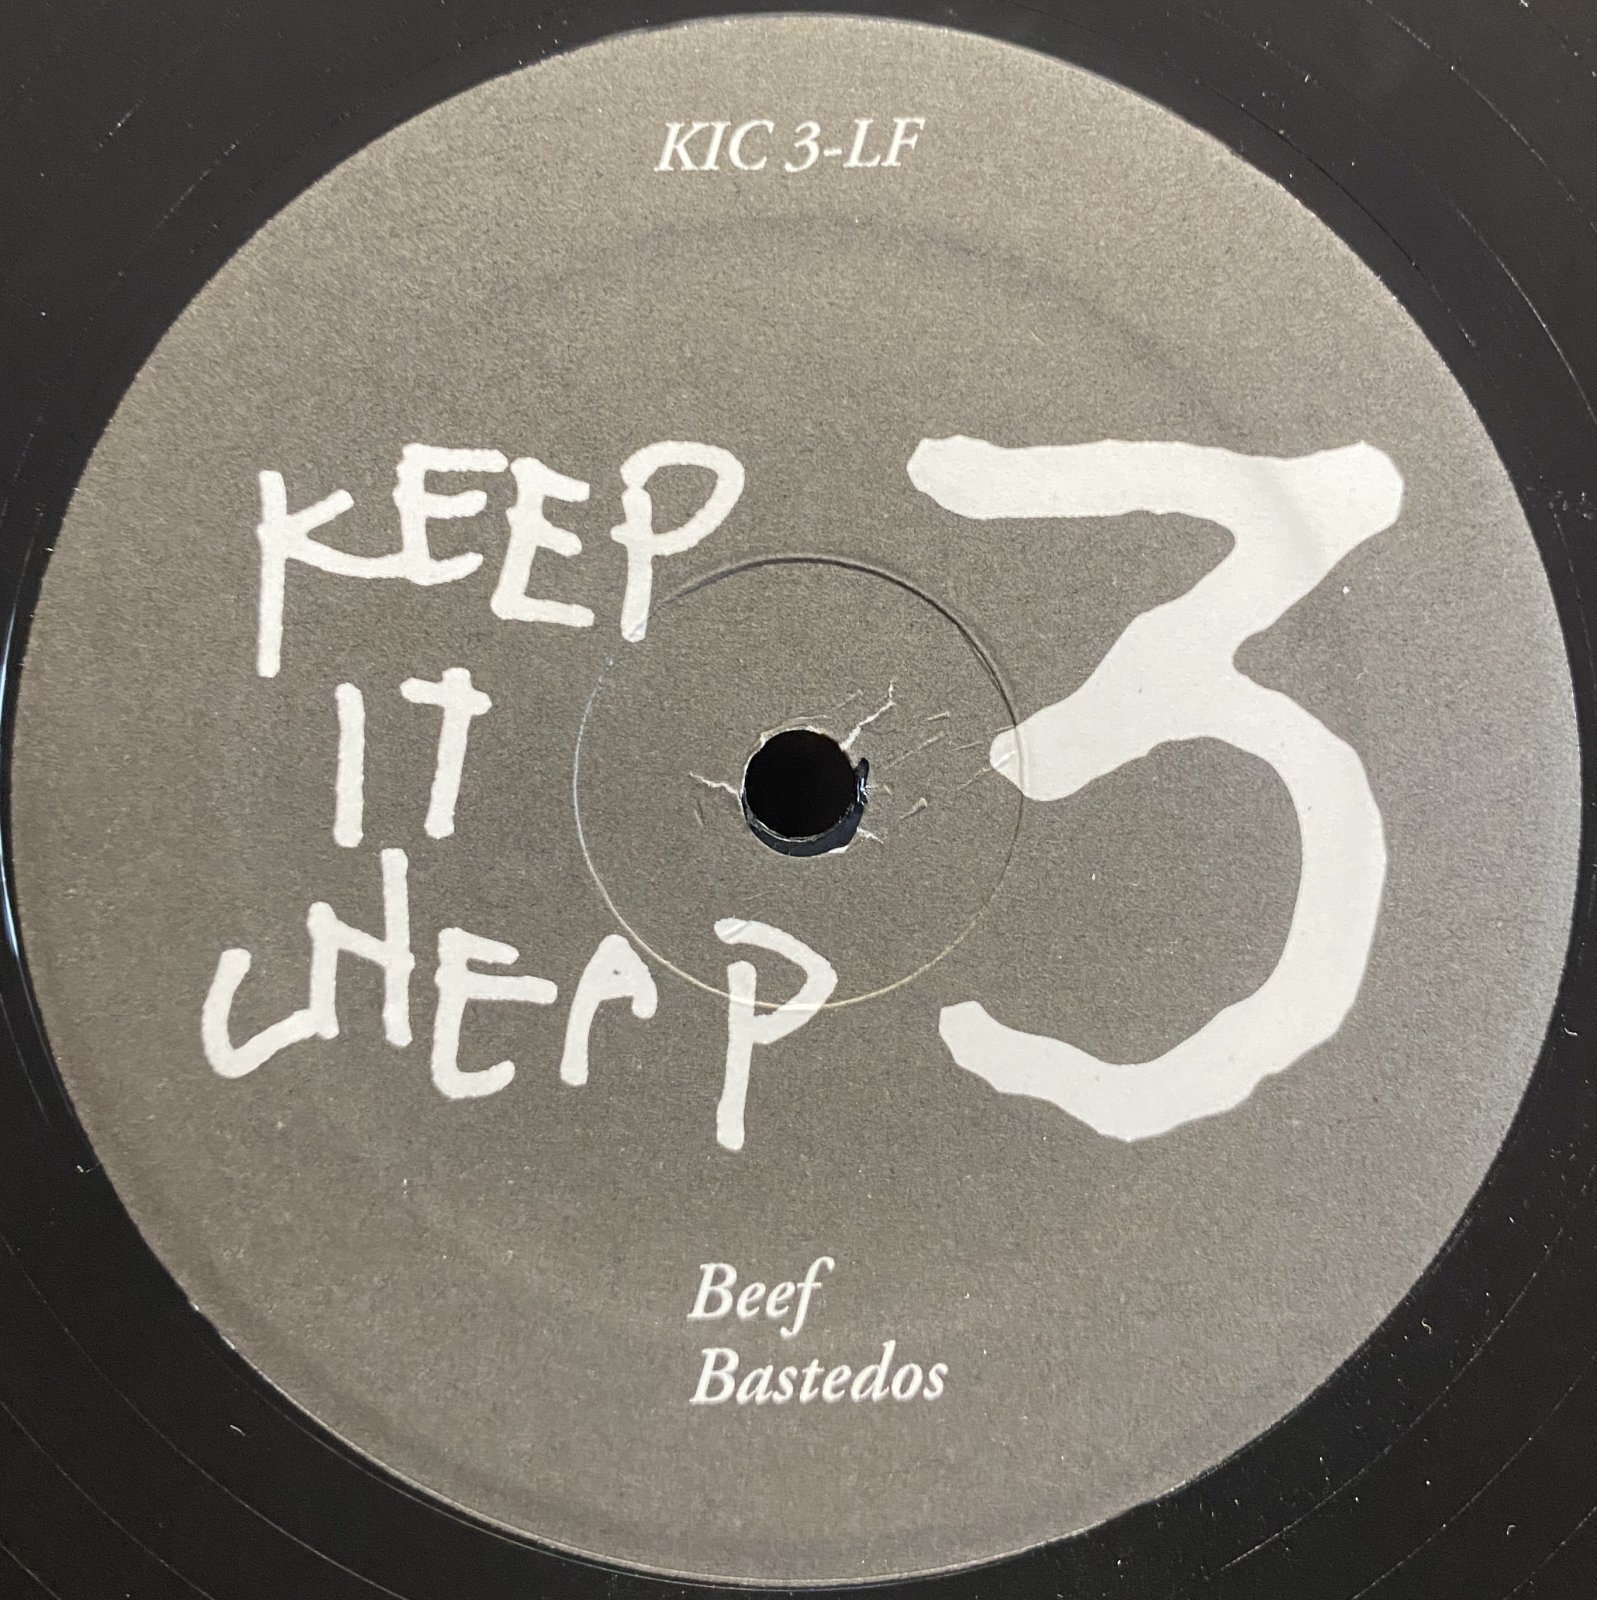 KIC 3-LF
KEEP
IT
CHEAP
3
Beef
Bastedos